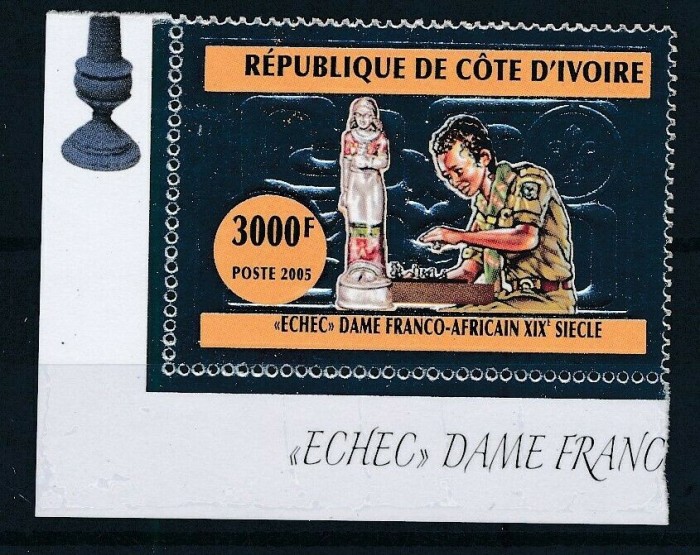 RÉPUBLIQUE DE CÔTE D'IVOIRE
3000F
POSTE 2005
«ECHEC» DAME FRANCO-AFRICAIN XIXᴱ SIECLE
«ECHEC» DAME FRANC